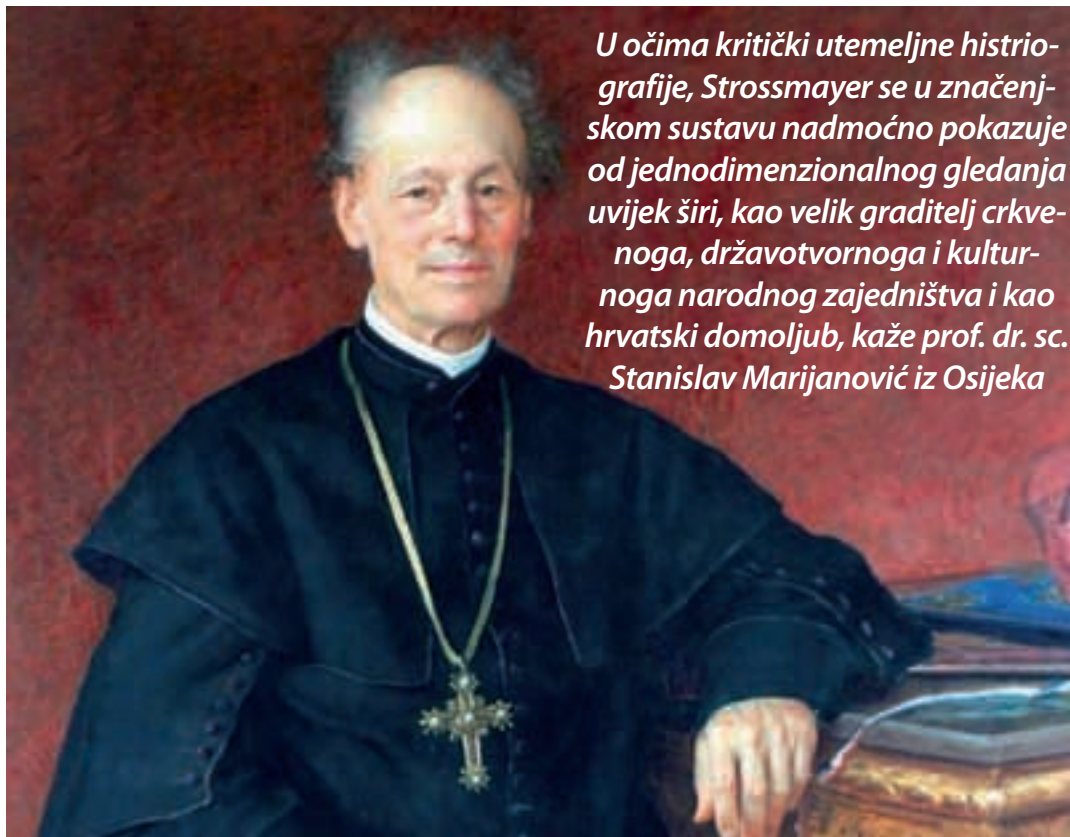 U očima kritički utemeljne histrio-
grafije, Strossmayer se u značenj-
skom sustavu nadmoćno pokazuje
od jednodimenzionalnog gledanja
uvijek širi, kao velik graditelj crkve-
noga, državotvornoga i kultur-
noga narodnog zajedništva i kao
hrvatski domoljub, kaže prof. dr. sc.
Stanislav Marijanović iz Osijeka